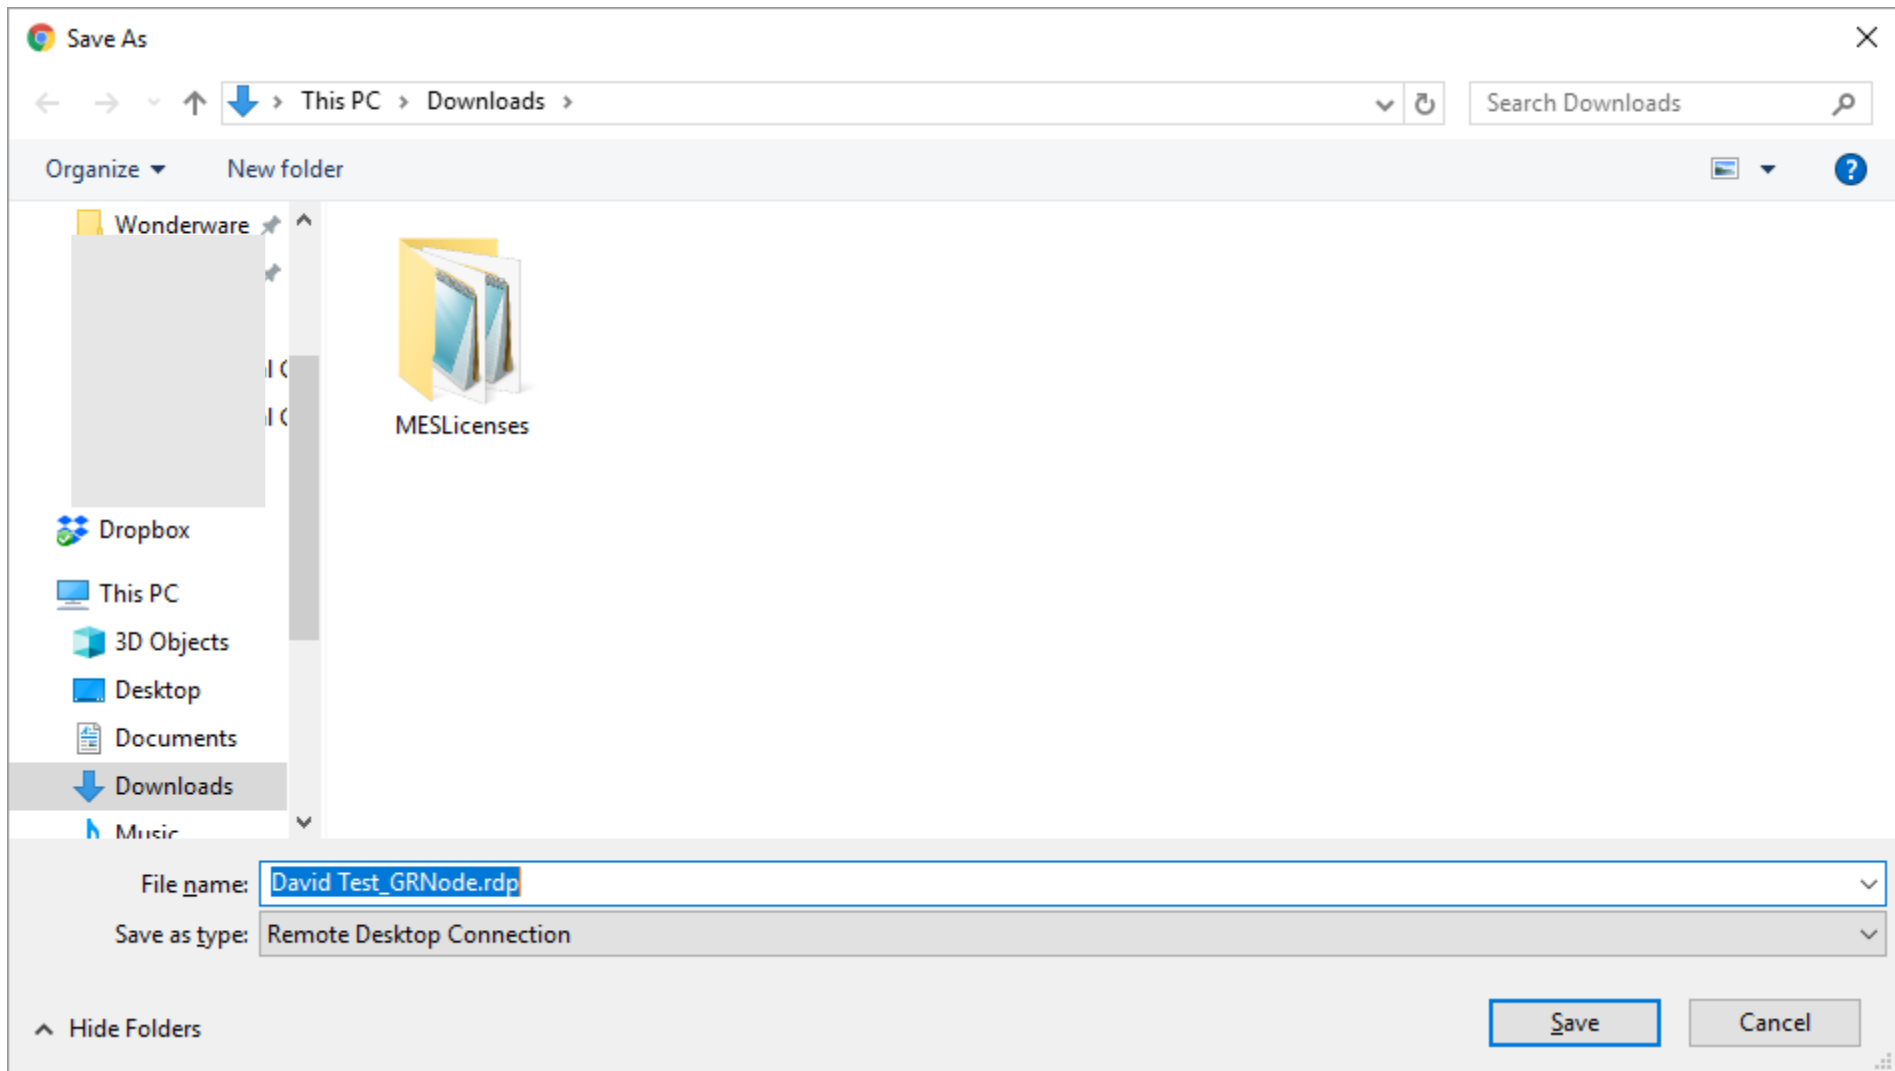 Save As
This PC > Downloads >
Search Downloads
Organize
New folder
?
Wonderware
MESLicenses
Dropbox
This PC
3D Objects
Desktop
Documents
Downloads
Music
File name: David Test_GRNode.rdp
Save as type: Remote Desktop Connection
Hide Folders
Save
Cancel